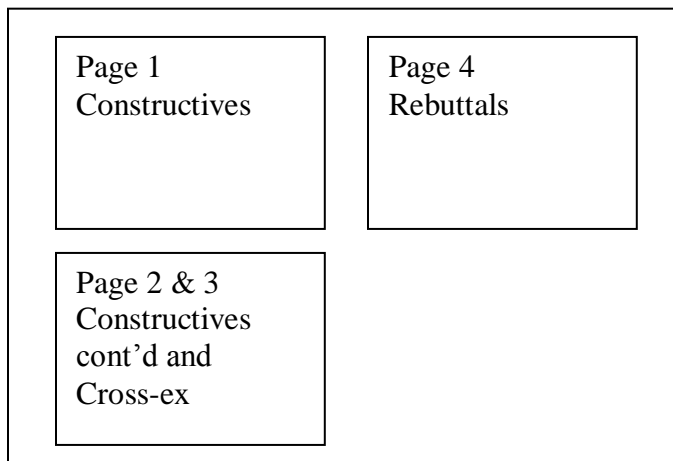 Page 1
Constructives
Page 4
Rebuttals
Page 2 & 3
Constructives
cont’d and
Cross-ex